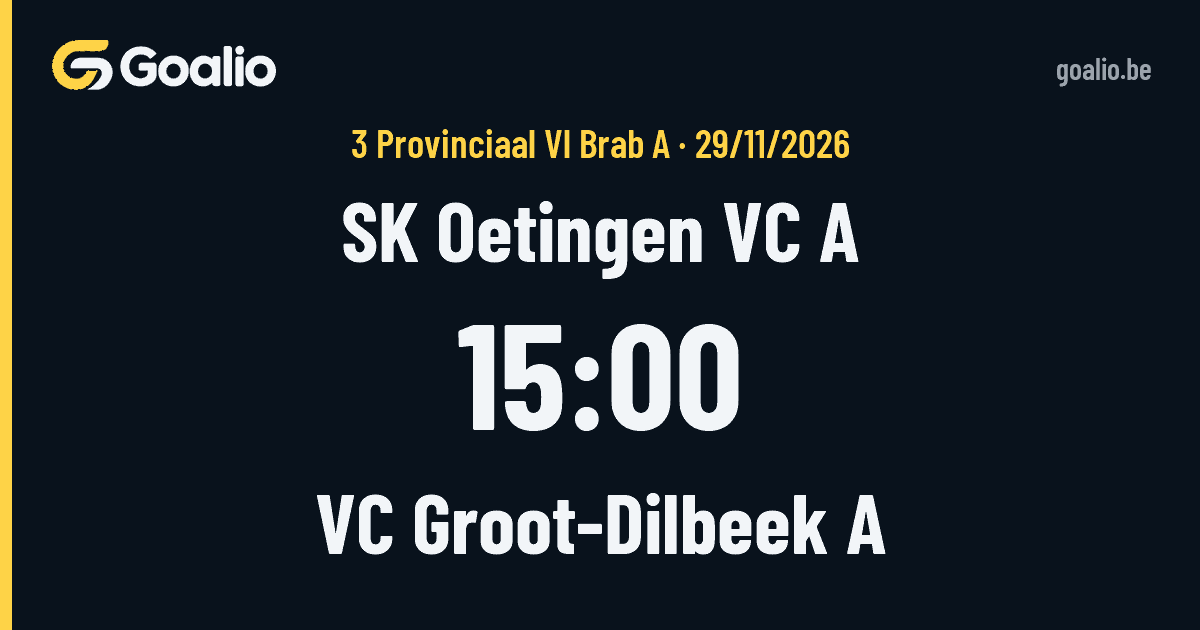 Goalio
goalio.be
3 Provinciaal Vl Brab A · 29/11/2026
SK Oetingen VC A
15:00
VC Groot-Dilbeek A